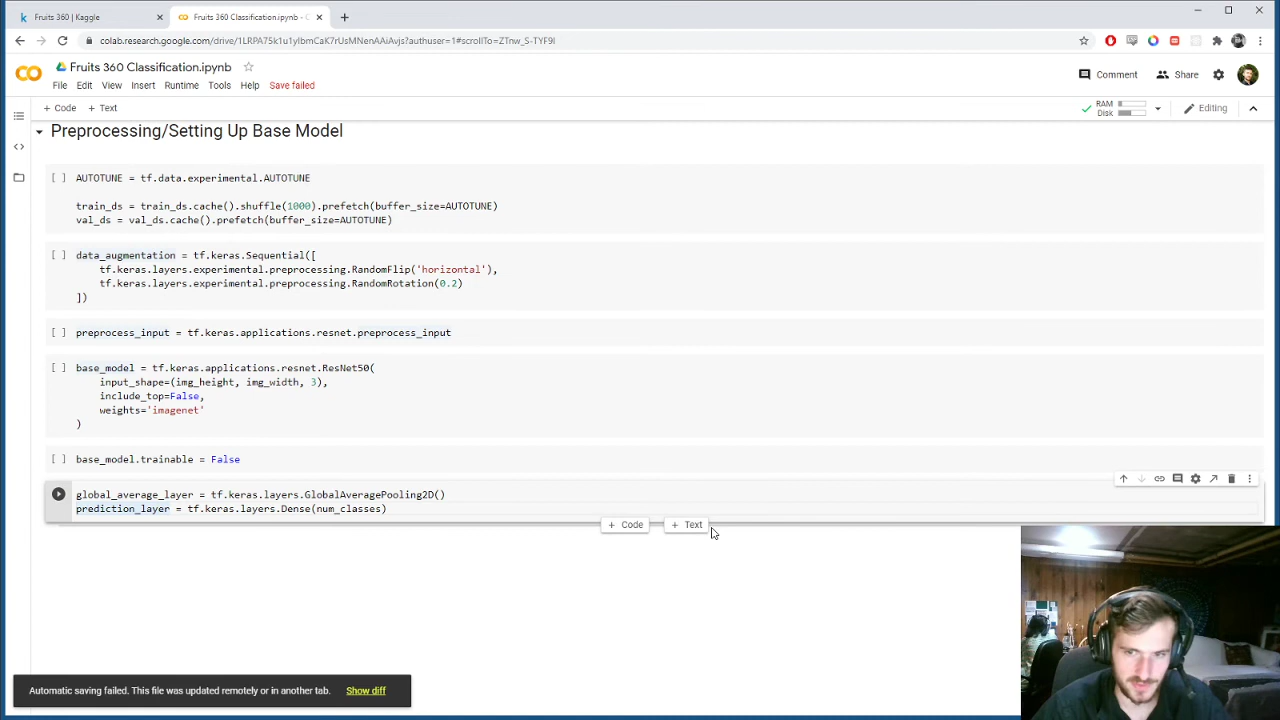 Fruits 360 | Kaggle
Fruits 360 Classification.ipynb - C
colab.research.google.com/drive/1LRPA75k1u1ylbmCaK7rUsMNenAAiAvjs?authuser=1#scrollTo=ZTnw_S-TYF9I
Fruits 360 Classification.ipynb
Comment
Share
File Edit View Insert Runtime Tools Help Save failed
+ Code + Text
RAM
Disk
Editing
Preprocessing/Setting Up Base Model
[ ] AUTOTUNE = tf.data.experimental.AUTOTUNE
train_ds = train_ds.cache().shuffle(1000).prefetch(buffer_size=AUTOTUNE)
val_ds = val_ds.cache().prefetch(buffer_size=AUTOTUNE)
[ ] data_augmentation = tf.keras.Sequential([
tf.keras.layers.experimental.preprocessing.RandomFlip('horizontal'),
tf.keras.layers.experimental.preprocessing.RandomRotation(0.2)
])
[ ] preprocess_input = tf.keras.applications.resnet.preprocess_input
[ ] base_model = tf.keras.applications.resnet.ResNet50(
input_shape=(img_height, img_width, 3),
include_top=False,
weights='imagenet'
)
[ ] base_model.trainable = False
global_average_layer = tf.keras.layers.GlobalAveragePooling2D()
prediction_layer = tf.keras.layers.Dense(num_classes)
+ Code + Text
Automatic saving failed. This file was updated remotely or in another tab. Show diff